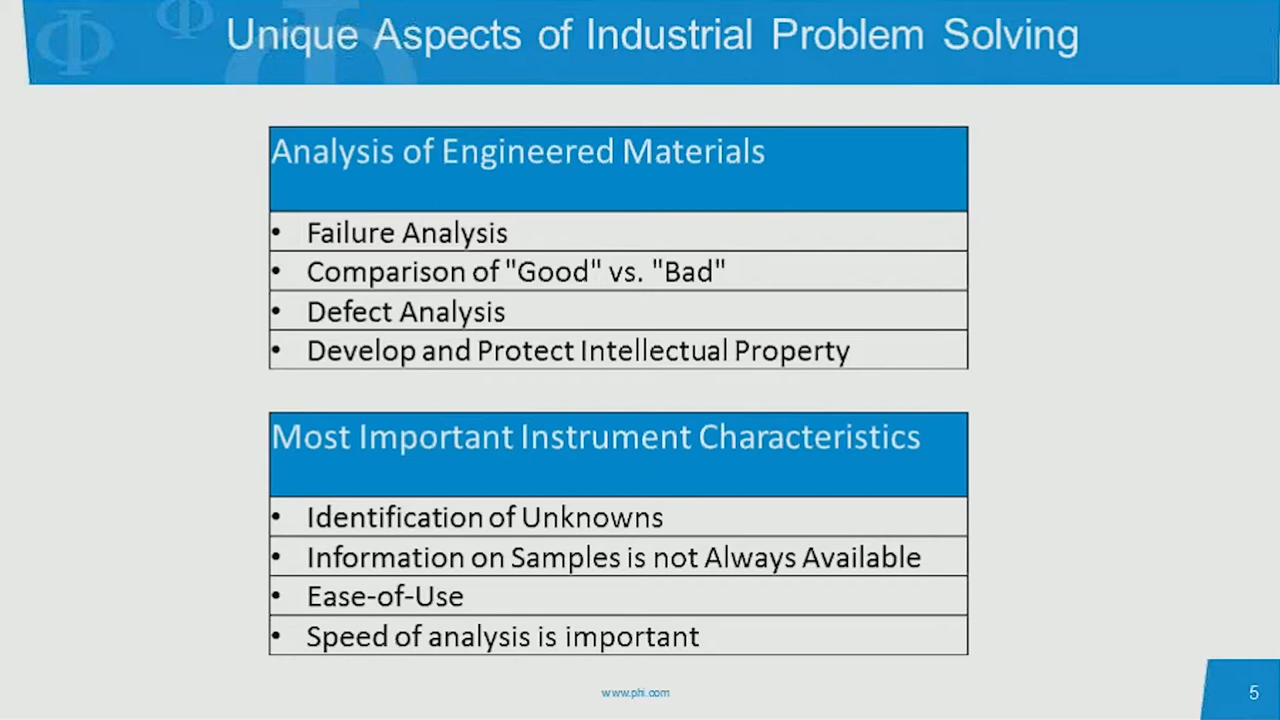 Unique Aspects of Industrial Problem Solving
Analysis of Engineered Materials
• Failure Analysis
• Comparison of "Good" vs. "Bad"
• Defect Analysis
• Develop and Protect Intellectual Property
Most Important Instrument Characteristics
• Identification of Unknowns
• Information on Samples is not Always Available
• Ease-of-Use
• Speed of analysis is important
www.phi.com
5